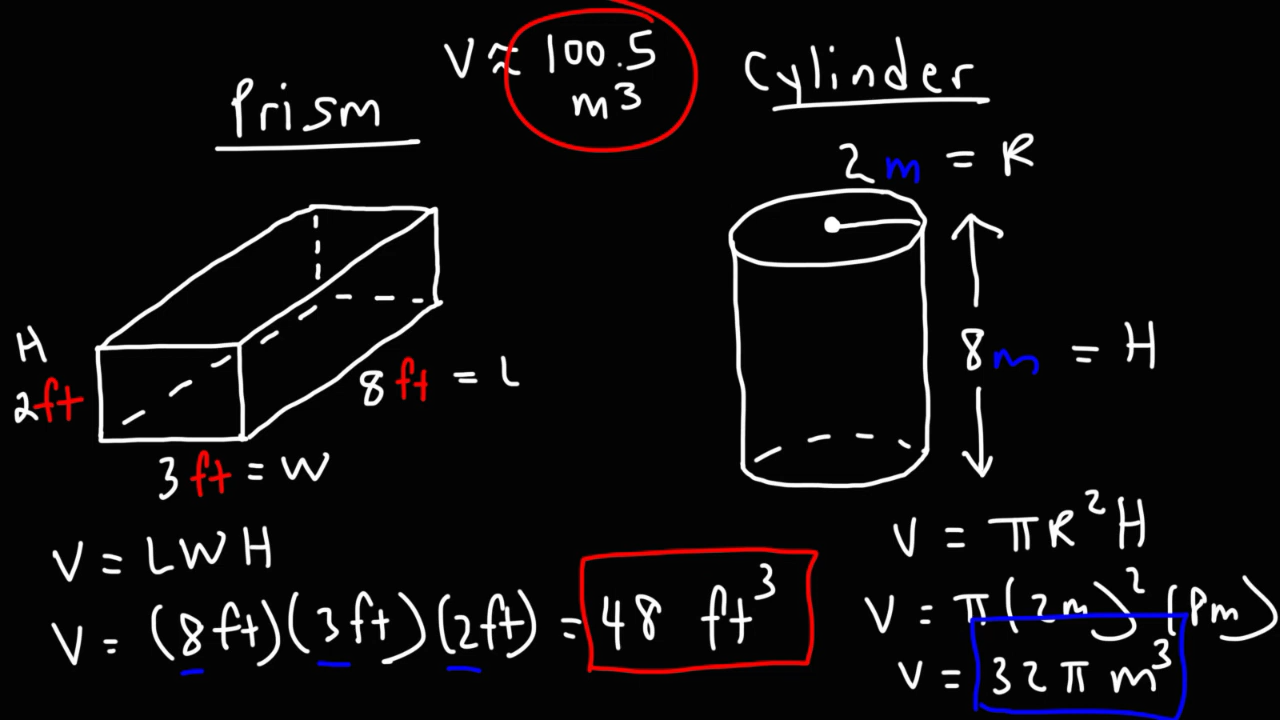 V ≈ 100.5
m³
Prism
H
2ft
8ft = L
3ft = W
V = LWH
V = (8ft)(3ft)(2ft) = 48 ft³
Cylinder
2m = R
8m = H
V = πR²H
V = π(2m)²(8m)
V = 32π m³